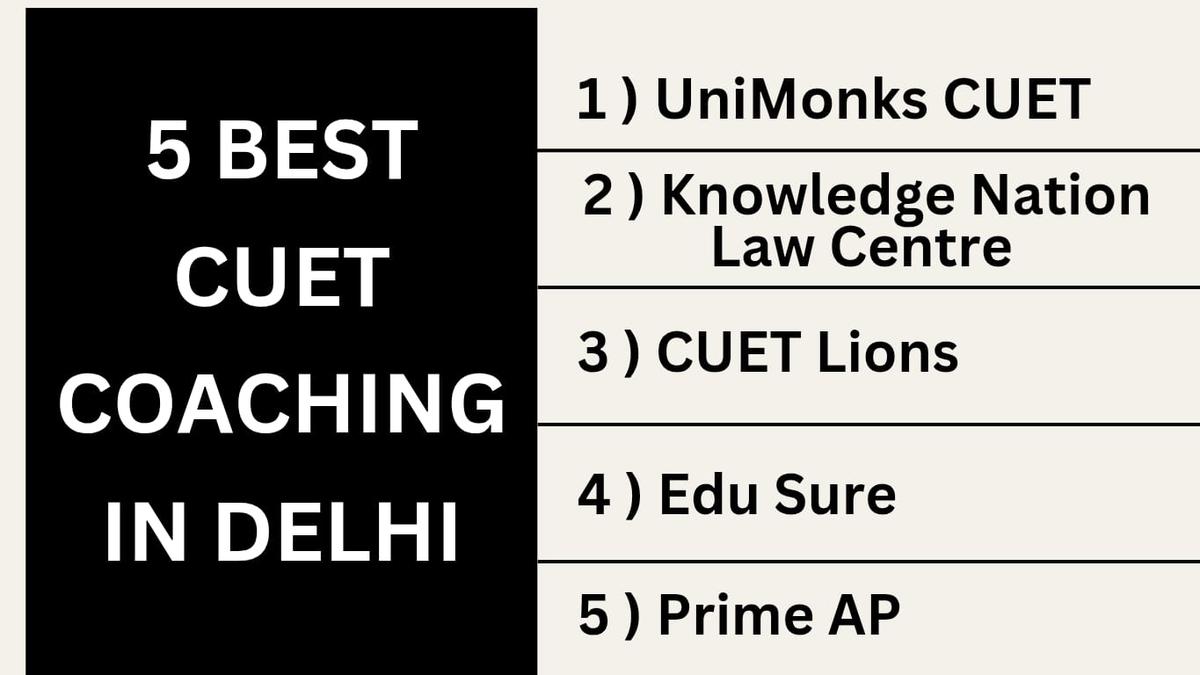 5 BEST
CUET
COACHING
IN DELHI
1 ) UniMonks CUET
2 ) Knowledge Nation
Law Centre
3 ) CUET Lions
4 ) Edu Sure
5 ) Prime AP